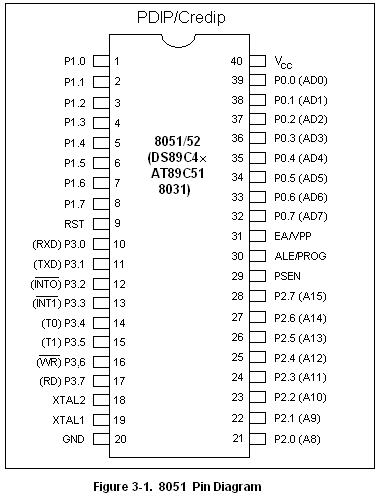 PDIP/Cerdip
P1.0 1 40 VCC
P1.1 2 39 P0.0 (AD0)
P1.2 3 38 P0.1 (AD1)
P1.3 4 37 P0.2 (AD2)
P1.4 5 36 P0.3 (AD3)
P1.5 6 35 P0.4 (AD4)
P1.6 7 34 P0.5 (AD5)
P1.7 8 33 P0.6 (AD6)
RST 9 32 P0.7 (AD7)
(RXD) P3.0 10 31 EA/VPP
(TXD) P3.1 11 30 ALE/PROG
(INTO) P3.2 12 29 PSEN
(INT1) P3.3 13 28 P2.7 (A15)
(T0) P3.4 14 27 P2.6 (A14)
(T1) P3.5 15 26 P2.5 (A13)
(WR) P3.6 16 25 P2.4 (A12)
(RD) P3.7 17 24 P2.3 (A11)
XTAL2 18 23 P2.2 (A10)
XTAL1 19 22 P2.1 (A9)
GND 20 21 P2.0 (A8)
8051/52
(DS89C4×
AT89C51
8031)
Figure 3-1. 8051 Pin Diagram